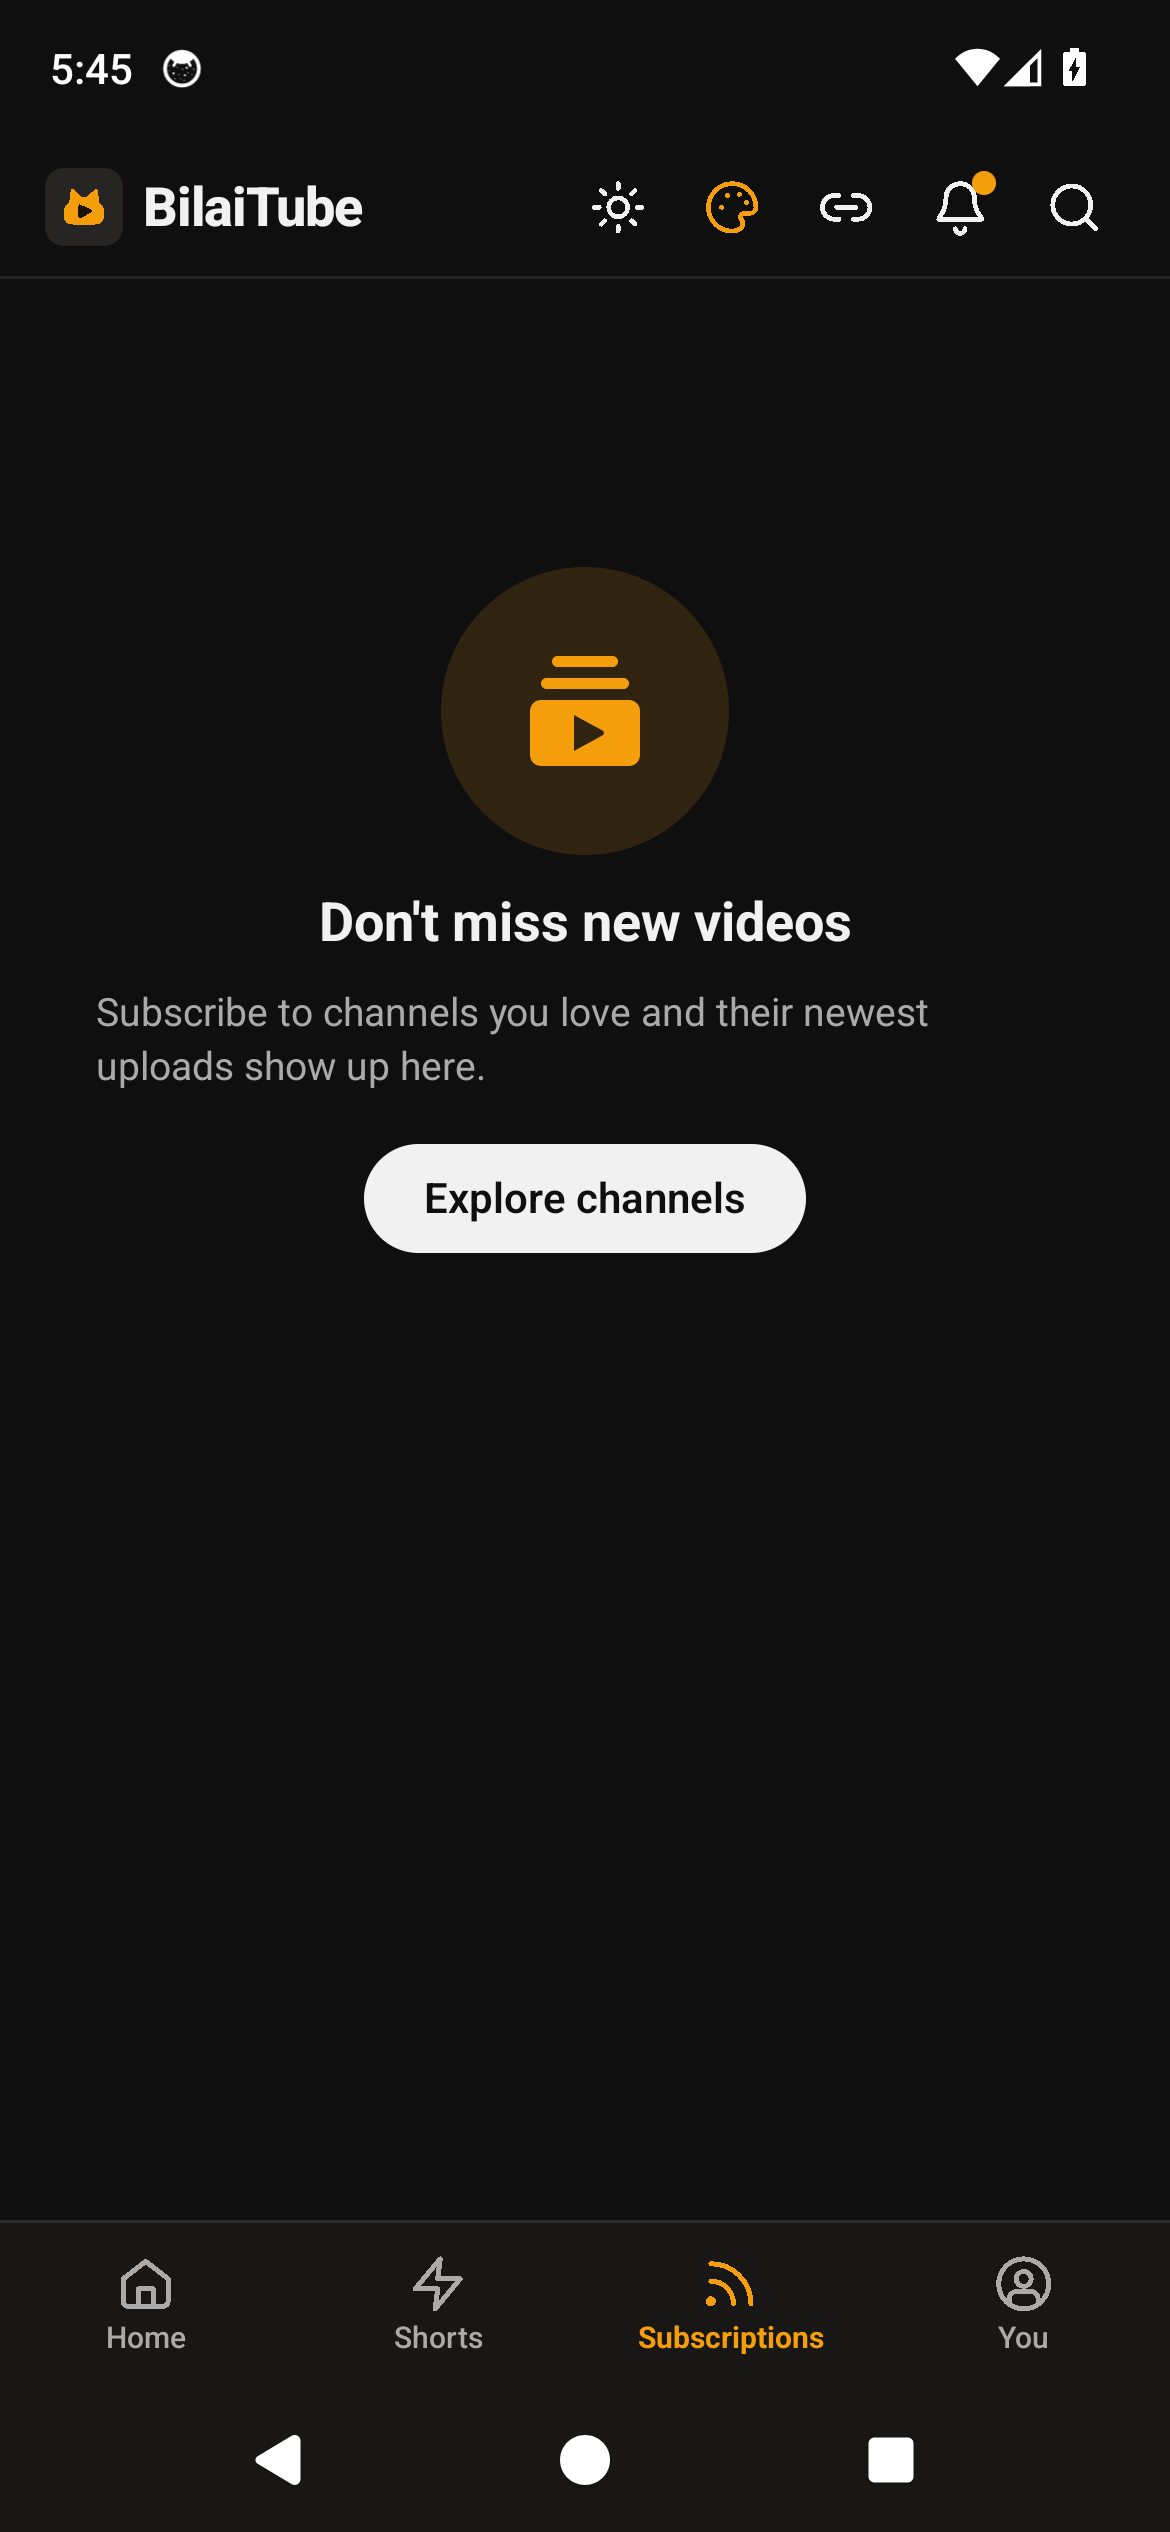 5:45
BilaiTube
Don't miss new videos
Subscribe to channels you love and their newest
uploads show up here.
Explore channels
Home
Shorts
Subscriptions
You